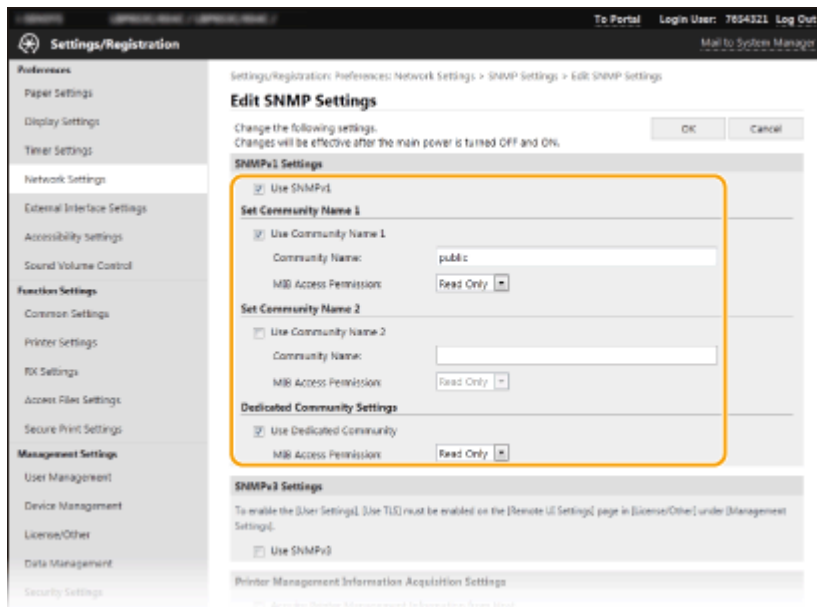 To Portal Login User: 7654321 Log Out
Settings/Registration
Mail to System Manager
Preferences
Paper Settings
Display Settings
Timer Settings
Network Settings
External Interface Settings
Accessibility Settings
Sound Volume Control
Function Settings
Common Settings
Printer Settings
RX Settings
Access Files Settings
Secure Print Settings
Management Settings
User Management
Device Management
License/Other
Data Management
Security Settings
Settings/Registration: Preferences: Network Settings > SNMP Settings > Edit SNMP Settings
Edit SNMP Settings
Change the following settings.
Changes will be effective after the main power is turned OFF and ON.
OK Cancel
SNMPv1 Settings
Use SNMPv1
Set Community Name 1
Use Community Name 1
Community Name: public
MIB Access Permission: Read Only
Set Community Name 2
Use Community Name 2
Community Name:
MIB Access Permission: Read Only
Dedicated Community Settings
Use Dedicated Community
MIB Access Permission: Read Only
SNMPv3 Settings
To enable the [User Settings], [Use TLS] must be enabled on the [Remote UI Settings] page in [License/Other] under [Management
Settings].
Use SNMPv3
Printer Management Information Acquisition Settings